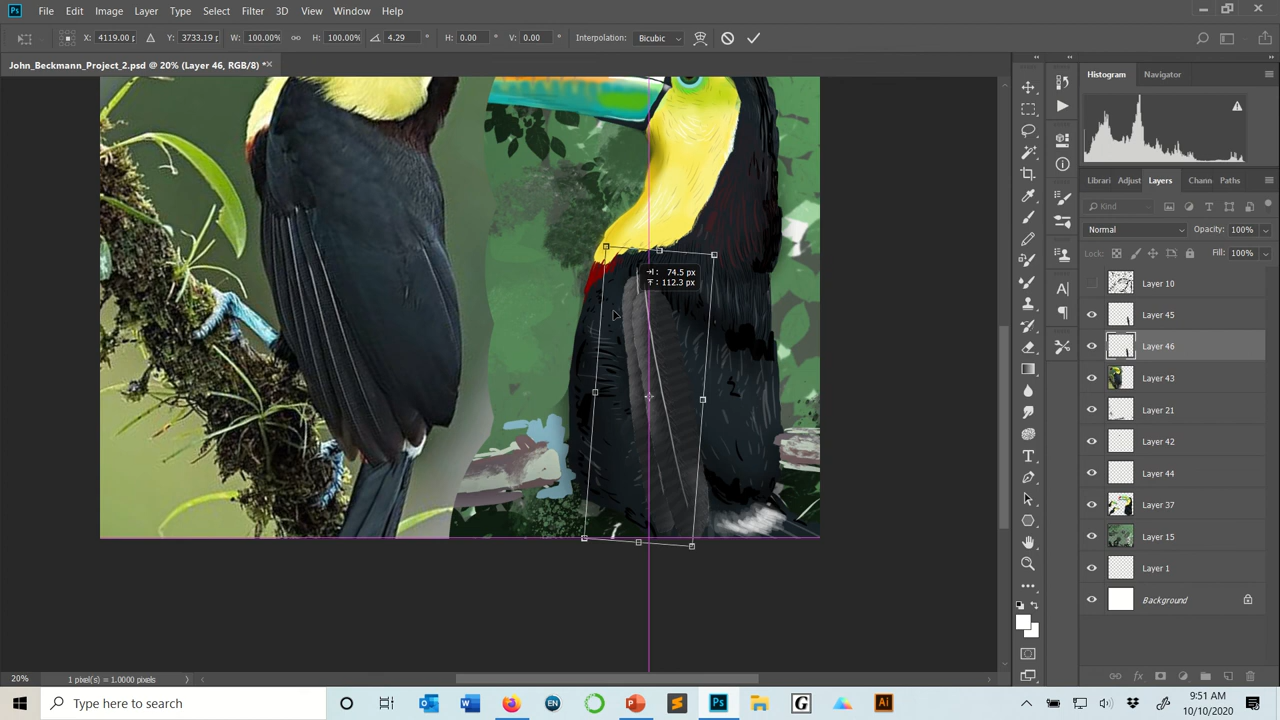 Ps File Edit Image Layer Type Select Filter 3D View Window Help
X: 4119.00 p Y: 3733.19 p W: 100.00% H: 100.00% 4.29 ° H: 0.00 ° V: 0.00 ° Interpolation: Bicubic
John_Beckmann_Project_2.psd @ 20% (Layer 46, RGB/8) *
Histogram Navigator
Librari Adjust Layers Chann Paths
Kind
Normal Opacity: 100%
Lock: Fill: 100%
Layer 10
Layer 45
Layer 46
Layer 43
Layer 21
Layer 42
Layer 44
Layer 37
Layer 15
Layer 1
Background
: 74.5 px
: 112.3 px
20% 1 pixel(s) = 1.0000 pixels
Type here to search
EN
Ps
G
Ai
9:51 AM
10/10/2020